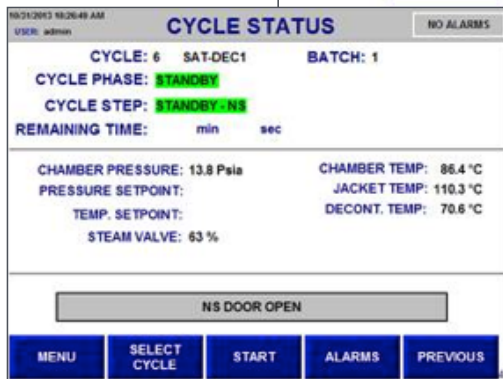 10/31/2013 10:26:49 AM
USER: admin
CYCLE STATUS
NO ALARMS
CYCLE: 6 SAT-DEC1 BATCH: 1
CYCLE PHASE: STANDBY
CYCLE STEP: STANDBY - NS
REMAINING TIME: min sec
CHAMBER PRESSURE: 13.8 Psia
PRESSURE SETPOINT:
TEMP. SETPOINT:
STEAM VALVE: 63 %
CHAMBER TEMP: 86.4 °C
JACKET TEMP: 110.3 °C
DECONT. TEMP: 70.6 °C
NS DOOR OPEN
MENU
SELECT
CYCLE
START
ALARMS
PREVIOUS